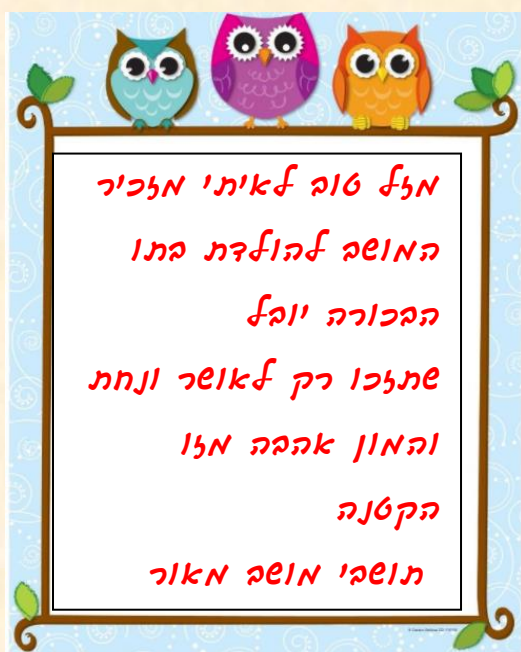 מזל טוב לאיתי מזכיר
המושב להולדת בתו
הבכורה יובל
שתזכו רק לאושר ונחת
והמון אהבה מזו
הקטנה
תושבי מושב מאור